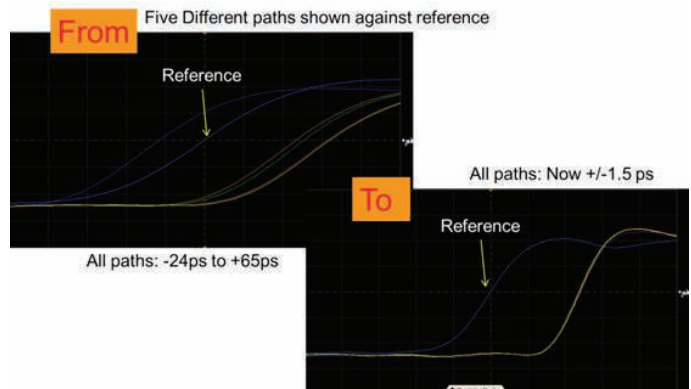 Five Different paths shown against reference
From
Reference
All paths: Now +/-1.5 ps
To
Reference
All paths: -24ps to +65ps